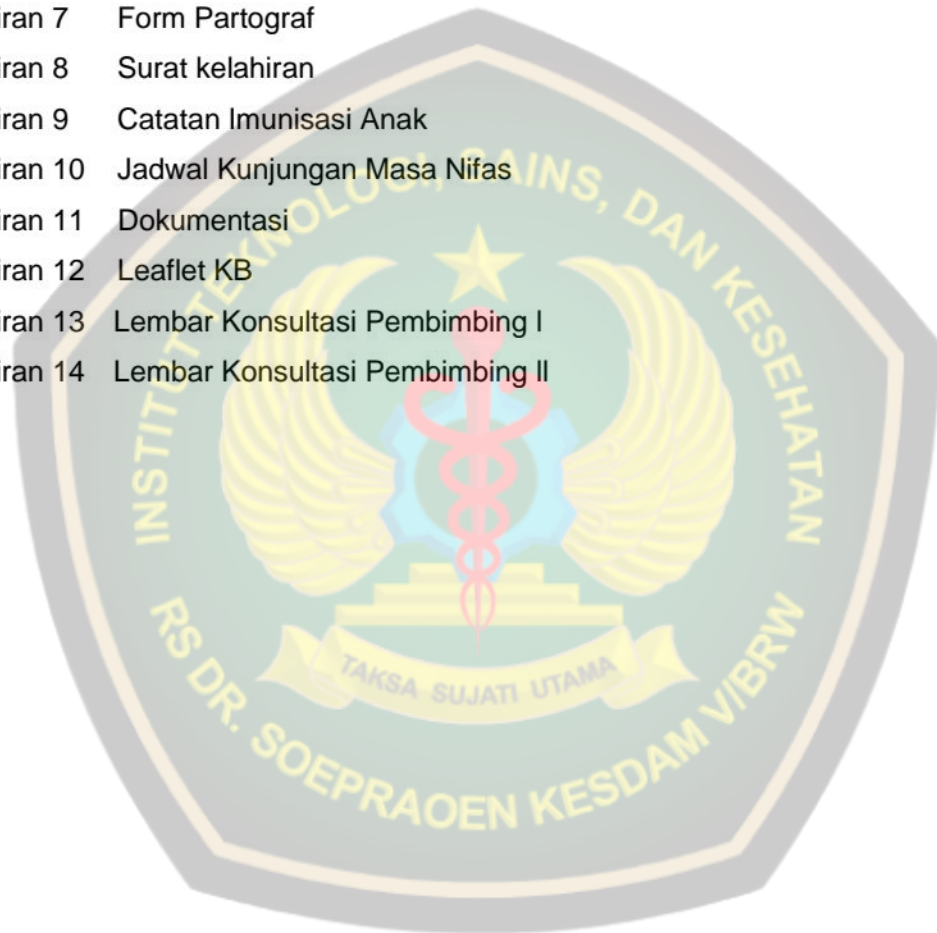 iran 7 Form Partograf
iran 8 Surat kelahiran
iran 9 Catatan Imunisasi Anak
iran 10 Jadwal Kunjungan Masa Nifas
iran 11 Dokumentasi
iran 12 Leaflet KB
iran 13 Lembar Konsultasi Pembimbing I
iran 14 Lembar Konsultasi Pembimbing II
INSTITUT TEKNOLOGI, SAINS, DAN KESEHATAN
TAKSA SUJATI UTAMA
RS DR. SOEPRAOEN KESDAM V/BRW